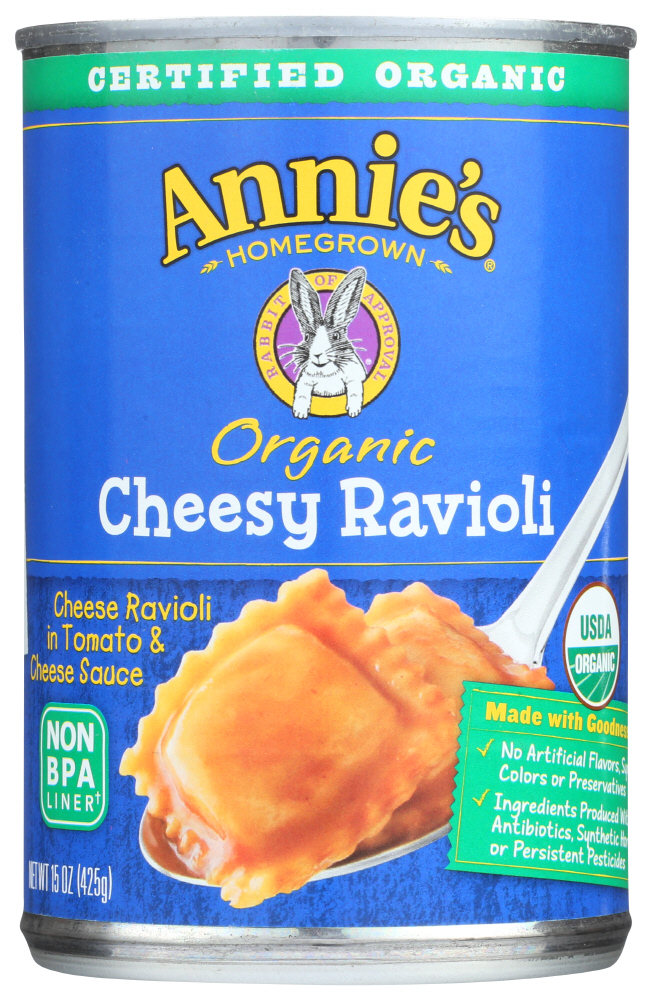 CERTIFIED ORGANIC
Annie's®
HOMEGROWN
RABBIT OF APPROVAL
Organic
Cheesy Ravioli
Cheese Ravioli
in Tomato &
Cheese Sauce
USDA
ORGANIC
NON
BPA
LINER†
Made with Goodness
✓ No Artificial Flavors,
Colors or Preservatives
✓ Ingredients Produced
Antibiotics, Synthetic
or Persistent Pesticides
NET WT 15 OZ (425g)